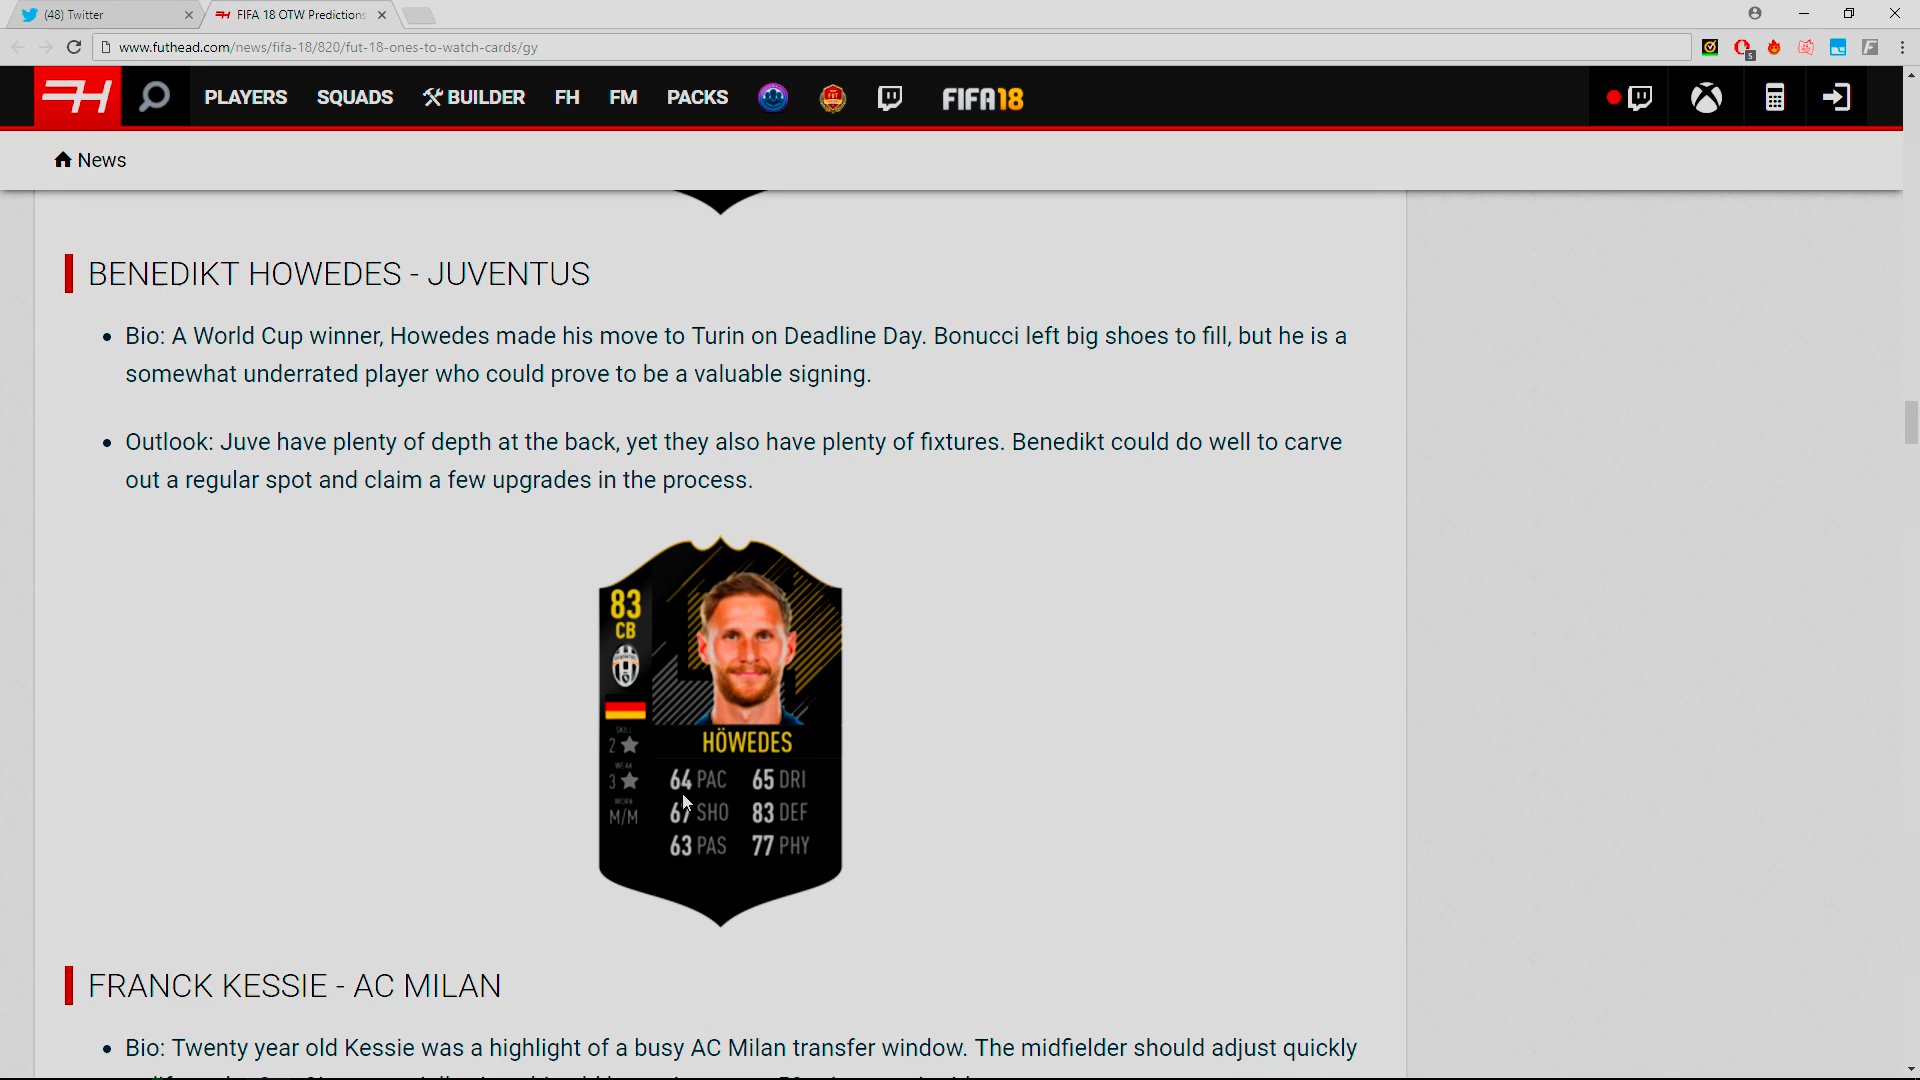 (48) Twitter
FIFA 18 OTW Predictions
www.futhead.com/news/fifa-18/820/fut-18-ones-to-watch-cards/gy
5
FH PLAYERS SQUADS BUILDER FH FM PACKS FIFA18
News
BENEDIKT HOWEDES - JUVENTUS
Bio: A World Cup winner, Howedes made his move to Turin on Deadline Day. Bonucci left big shoes to fill, but he is a
somewhat underrated player who could prove to be a valuable signing.
Outlook: Juve have plenty of depth at the back, yet they also have plenty of fixtures. Benedikt could do well to carve
out a regular spot and claim a few upgrades in the process.
83
CB
SKILL
2
WEAK
3
WORK
M/M
HÖWEDES
64 PAC 65 DRI
67 SHO 83 DEF
63 PAS 77 PHY
FRANCK KESSIE - AC MILAN
Bio: Twenty year old Kessie was a highlight of a busy AC Milan transfer window. The midfielder should adjust quickly